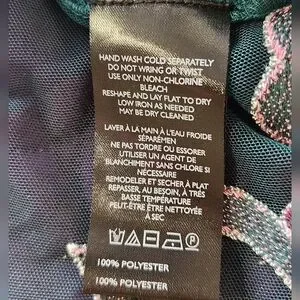 HAND WASH COLD SEPARATELY
DO NOT WRING OR TWIST
USE ONLY NON-CHLORINE
BLEACH
RESHAPE AND LAY FLAT TO DRY
LOW IRON AS NEEDED
MAY BE DRY CLEANED
LAVER À LA MAIN À L'EAU FROIDE
SÉPARÉMEN
NE PAS TORDRE OU ESSORER
UTILISER UN AGENT DE
BLANCHIMENT SANS CHLORE SI
NÉCESSAIRE
REMODELER ET SÉCHER À PLAT
REPASSER, AU BESOIN, À TRÈS
BASSE TEMPÉRATURE
PEUT-ÊTRE ÊTRE NETTOYÉE
À SEC
100% POLYESTER
100% POLYESTER